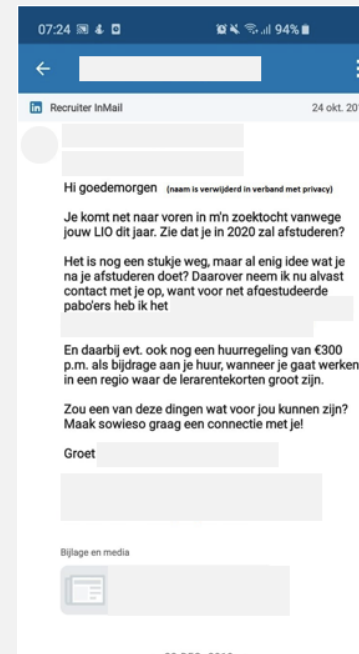 07:24 94%
in Recruiter InMail 24 okt. 201
Hi goedemorgen (naam is verwijderd in verband met privacy)
Je komt net naar voren in m'n zoektocht vanwege
jouw LIO dit jaar. Zie dat je in 2020 zal afstuderen?
Het is nog een stukje weg, maar al enig idee wat je
na je afstuderen doet? Daarover neem ik nu alvast
contact met je op, want voor net afgestudeerde
pabo'ers heb ik het
En daarbij evt. ook nog een huurregeling van €300
p.m. als bijdrage aan je huur, wanneer je gaat werken
in een regio waar de lerarentekorten groot zijn.
Zou een van deze dingen wat voor jou kunnen zijn?
Maak sowieso graag een connectie met je!
Groet
Bijlage en media